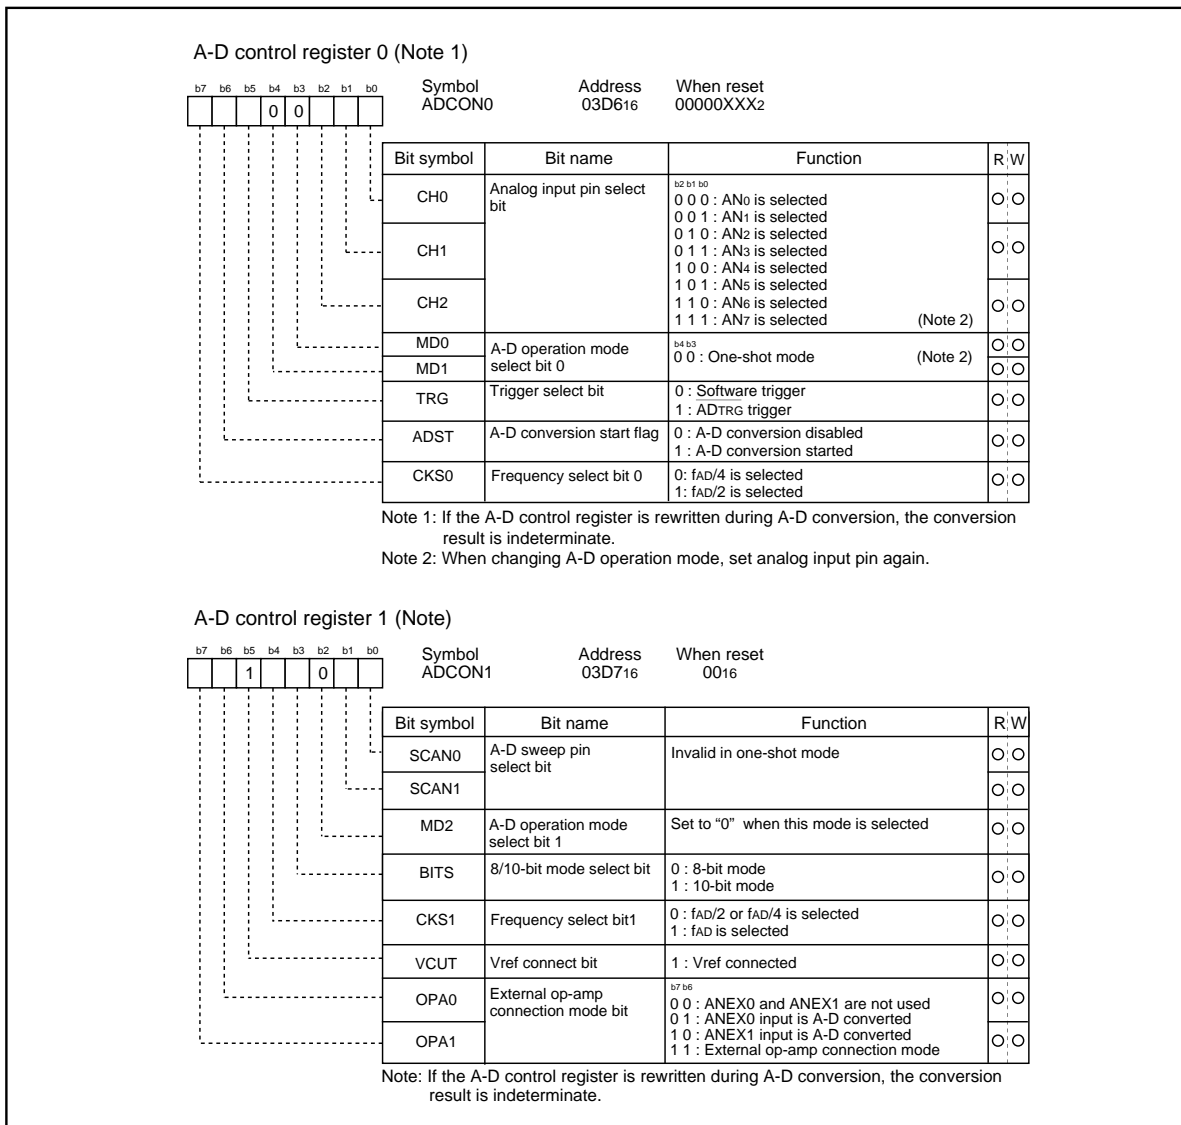 A-D control register 0 (Note 1)
b7 b6 b5 b4 b3 b2 b1 b0
0 0
Symbol Address When reset
ADCON0 03D616 00000XXX2
Bit symbol Bit name Function R W
CH0 Analog input pin select bit
b2 b1 b0
0 0 0 : AN0 is selected
0 0 1 : AN1 is selected
0 1 0 : AN2 is selected
CH1
0 1 1 : AN3 is selected
1 0 0 : AN4 is selected
1 0 1 : AN5 is selected
CH2
1 1 0 : AN6 is selected
1 1 1 : AN7 is selected (Note 2)
MD0 A-D operation mode select bit 0
b4 b3
0 0 : One-shot mode (Note 2)
MD1
TRG Trigger select bit 0 : Software trigger
1 : ADTRG trigger
ADST A-D conversion start flag 0 : A-D conversion disabled
1 : A-D conversion started
CKS0 Frequency select bit 0 0: fAD/4 is selected
1: fAD/2 is selected
Note 1: If the A-D control register is rewritten during A-D conversion, the conversion
result is indeterminate.
Note 2: When changing A-D operation mode, set analog input pin again.
A-D control register 1 (Note)
b7 b6 b5 b4 b3 b2 b1 b0
1 0
Symbol Address When reset
ADCON1 03D716 0016
Bit symbol Bit name Function R W
SCAN0 A-D sweep pin select bit Invalid in one-shot mode
SCAN1
MD2 A-D operation mode select bit 1 Set to “0” when this mode is selected
BITS 8/10-bit mode select bit 0 : 8-bit mode
1 : 10-bit mode
CKS1 Frequency select bit1 0 : fAD/2 or fAD/4 is selected
1 : fAD is selected
VCUT Vref connect bit 1 : Vref connected
OPA0 External op-amp connection mode bit
b7 b6
0 0 : ANEX0 and ANEX1 are not used
0 1 : ANEX0 input is A-D converted
OPA1
1 0 : ANEX1 input is A-D converted
1 1 : External op-amp connection mode
Note: If the A-D control register is rewritten during A-D conversion, the conversion
result is indeterminate.